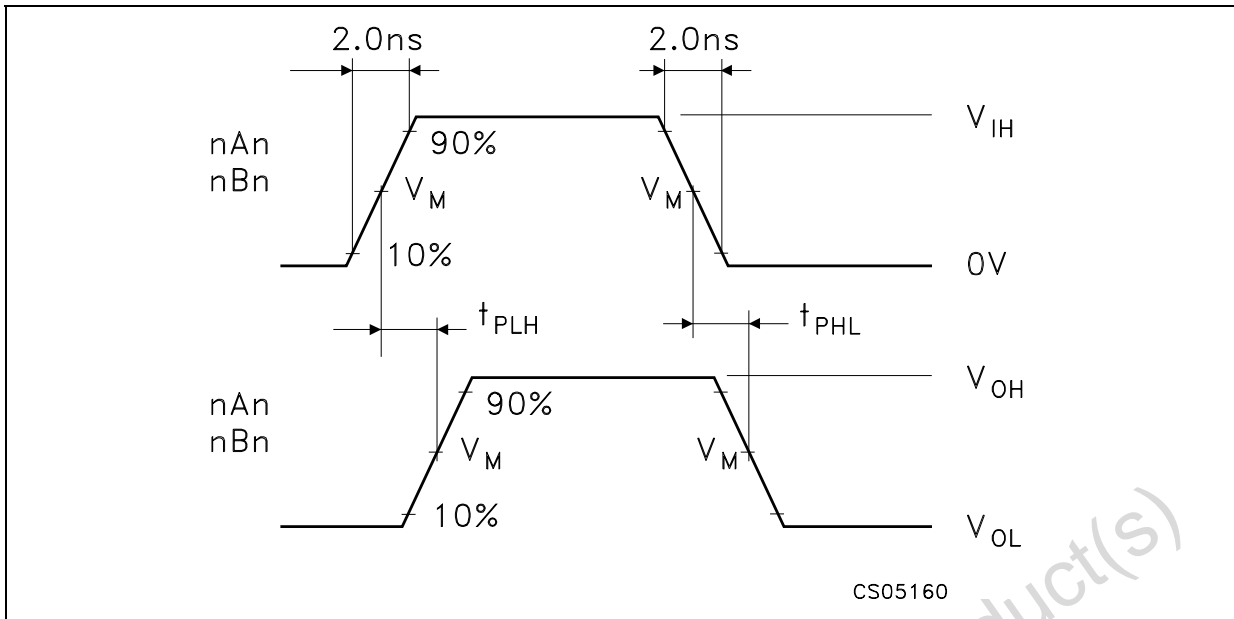 2.0ns 2.0ns
V_IH
nAn
nBn
90%
V_M V_M
10%
0V
t_PLH t_PHL
V_OH
nAn
nBn
90%
V_M V_M
10%
V_OL
CS05160
duct(s)